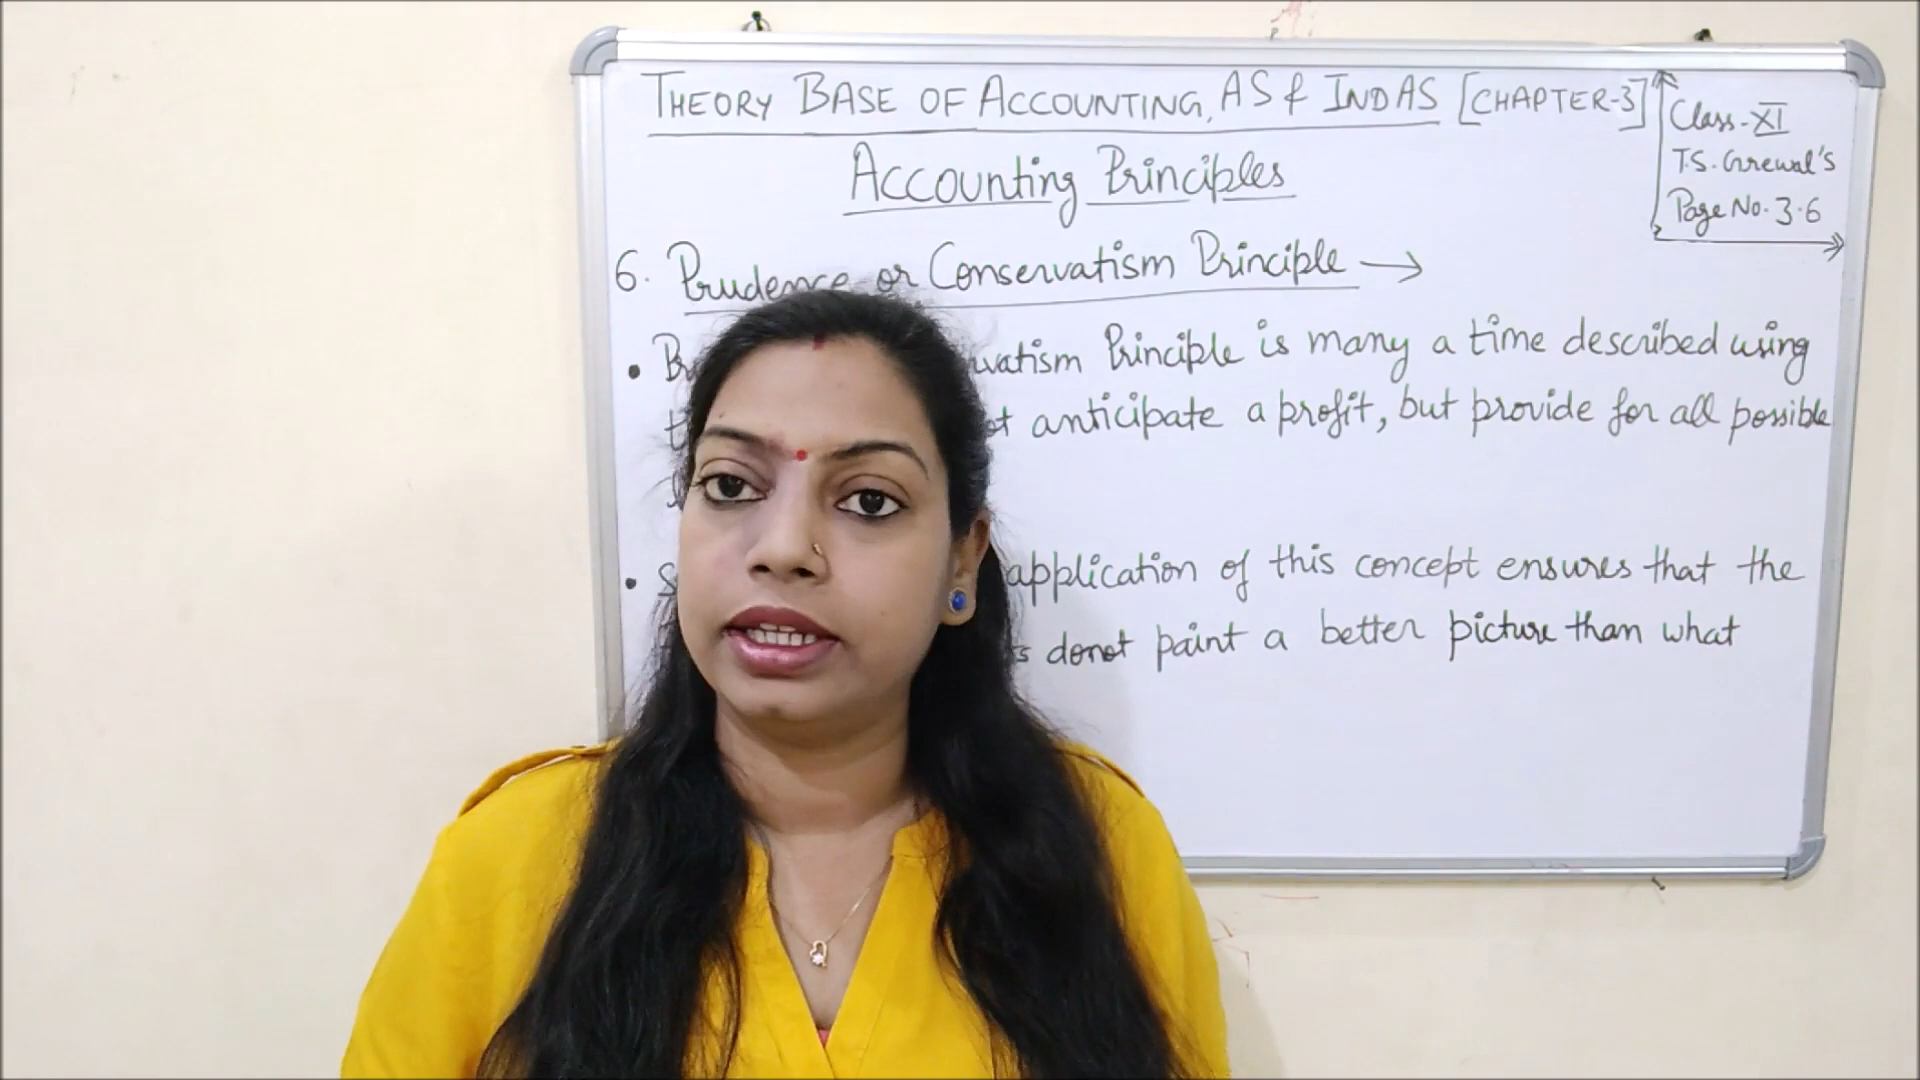 THEORY BASE OF ACCOUNTING, AS & IND AS [CHAPTER-3]
Class-XI
T.S. Grewal's
Page No. 3.6
Accounting Principles
6. Prudence or Conservatism Principle →
• vatism Principle is many a time described using
anticipate a profit, but provide for all possible
• application of this concept ensures that the
donot paint a better picture than what